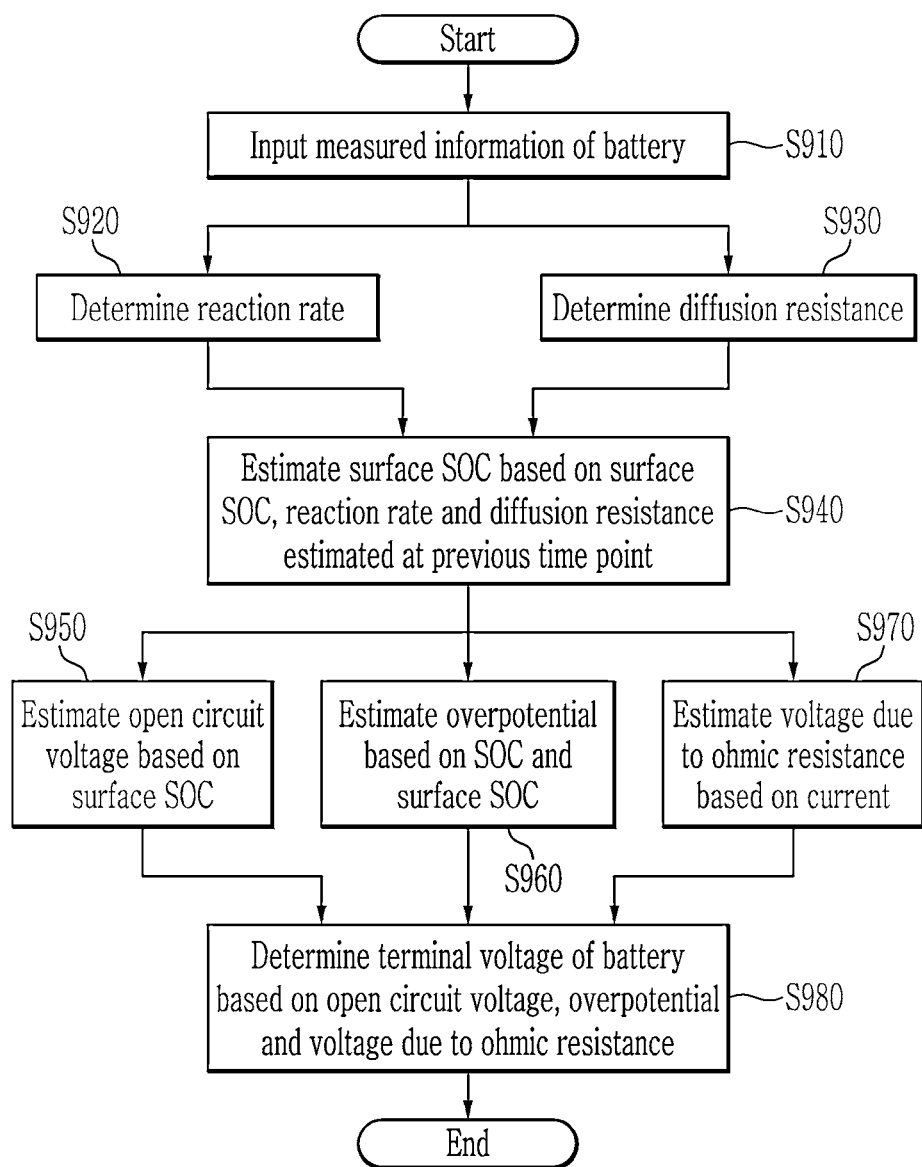 Start
Input measured information of battery
S910
S920
S930
Determine reaction rate
Determine diffusion resistance
Estimate surface SOC based on surface
SOC, reaction rate and diffusion resistance
estimated at previous time point
S940
S950
S970
Estimate open circuit
voltage based on
surface SOC
Estimate overpotential
based on SOC and
surface SOC
Estimate voltage due
to ohmic resistance
based on current
S960
Determine terminal voltage of battery
based on open circuit voltage, overpotential
and voltage due to ohmic resistance
S980
End